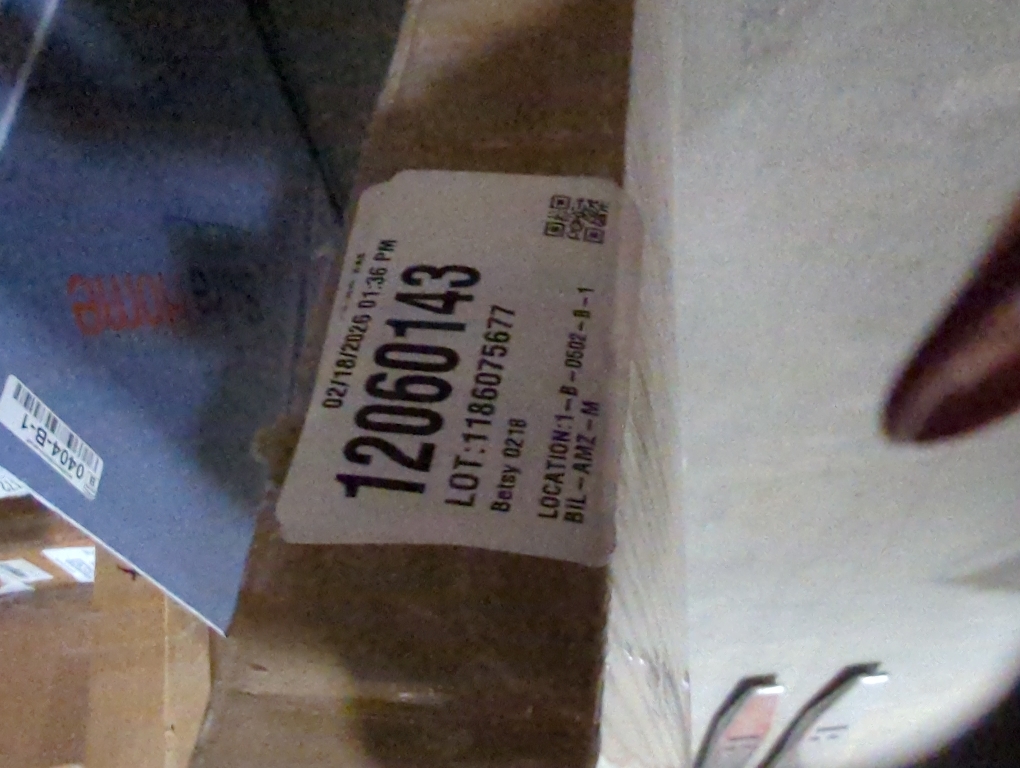 02/18/2026 01:36 PM
12060143
LOT:1186075677
Betsy 0218
LOCATION:1-B-0502-B-1
BIL-AMZ-M
0404-B-1